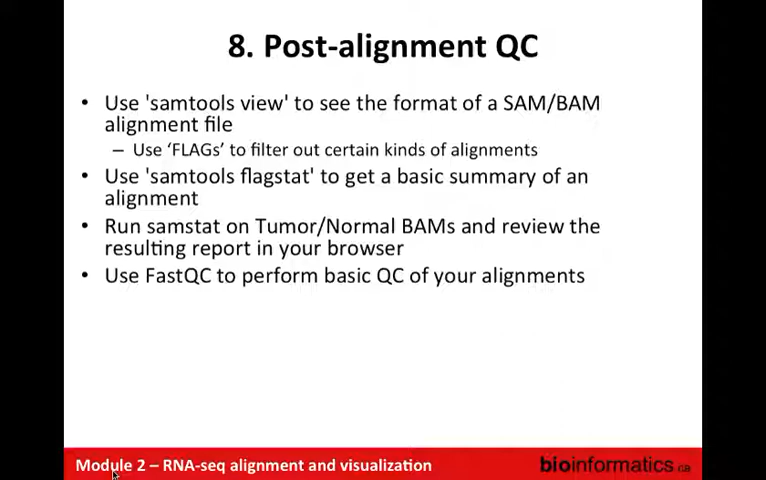 8. Post-alignment QC
• Use 'samtools view' to see the format of a SAM/BAM
alignment file
– Use ‘FLAGs’ to filter out certain kinds of alignments
• Use 'samtools flagstat' to get a basic summary of an
alignment
• Run samstat on Tumor/Normal BAMs and review the
resulting report in your browser
• Use FastQC to perform basic QC of your alignments
Module 2 – RNA-seq alignment and visualization
bioinformatics.ca